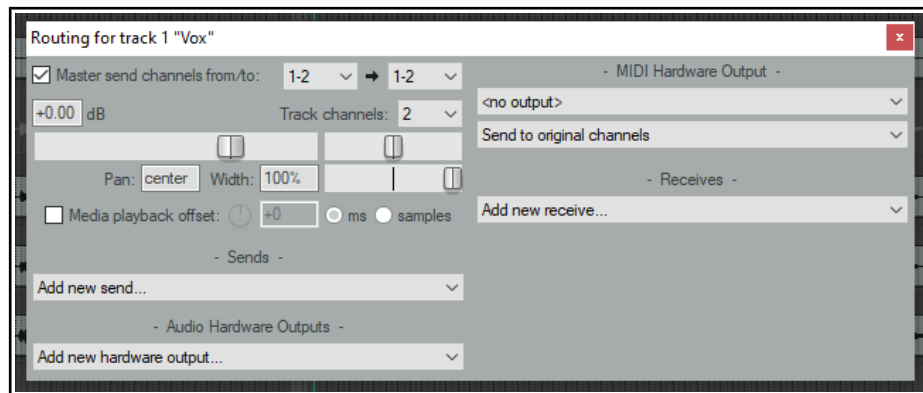 Routing for track 1 "Vox"
x
Master send channels from/to: 1-2 1-2
+0.00 dB Track channels: 2
Pan: center Width: 100%
Media playback offset: +0 ms samples
- Sends -
Add new send...
- Audio Hardware Outputs -
Add new hardware output...
- MIDI Hardware Output -
<no output>
Send to original channels
- Receives -
Add new receive...